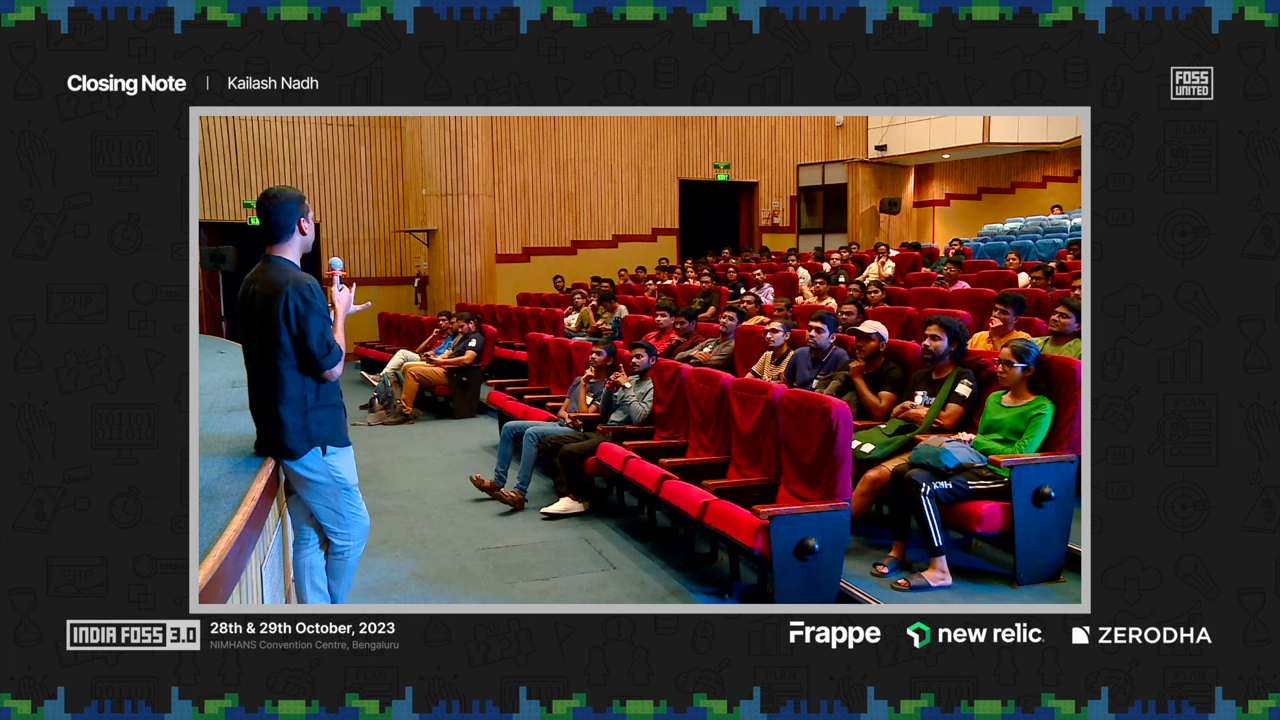 Closing Note | Kailash Nadh
FOSS
UNITED
INDIA FOSS 3.0
28th & 29th October, 2023
NIMHANS Convention Centre, Bengaluru
Frappe
new relic
ZERODHA